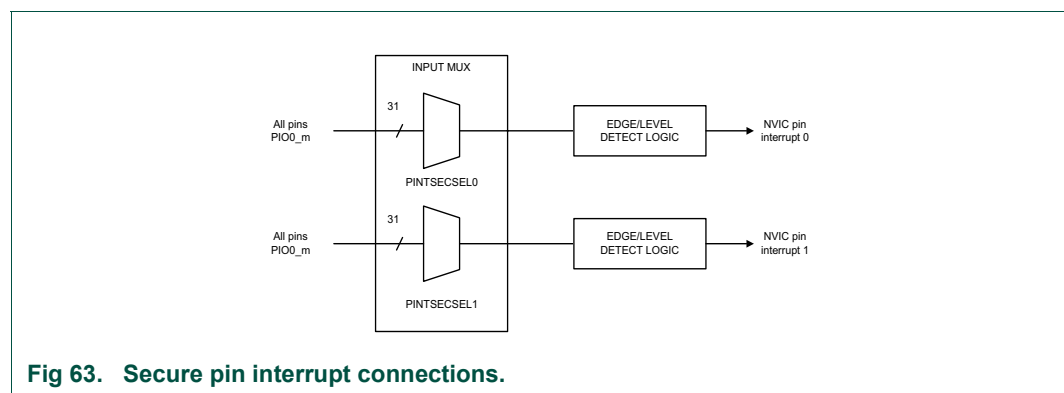 INPUT MUX
31
All pins
PIO0_m
PINTSECSEL0
EDGE/LEVEL
DETECT LOGIC
NVIC pin
interrupt 0
31
All pins
PIO0_m
PINTSECSEL1
EDGE/LEVEL
DETECT LOGIC
NVIC pin
interrupt 1
Fig 63. Secure pin interrupt connections.